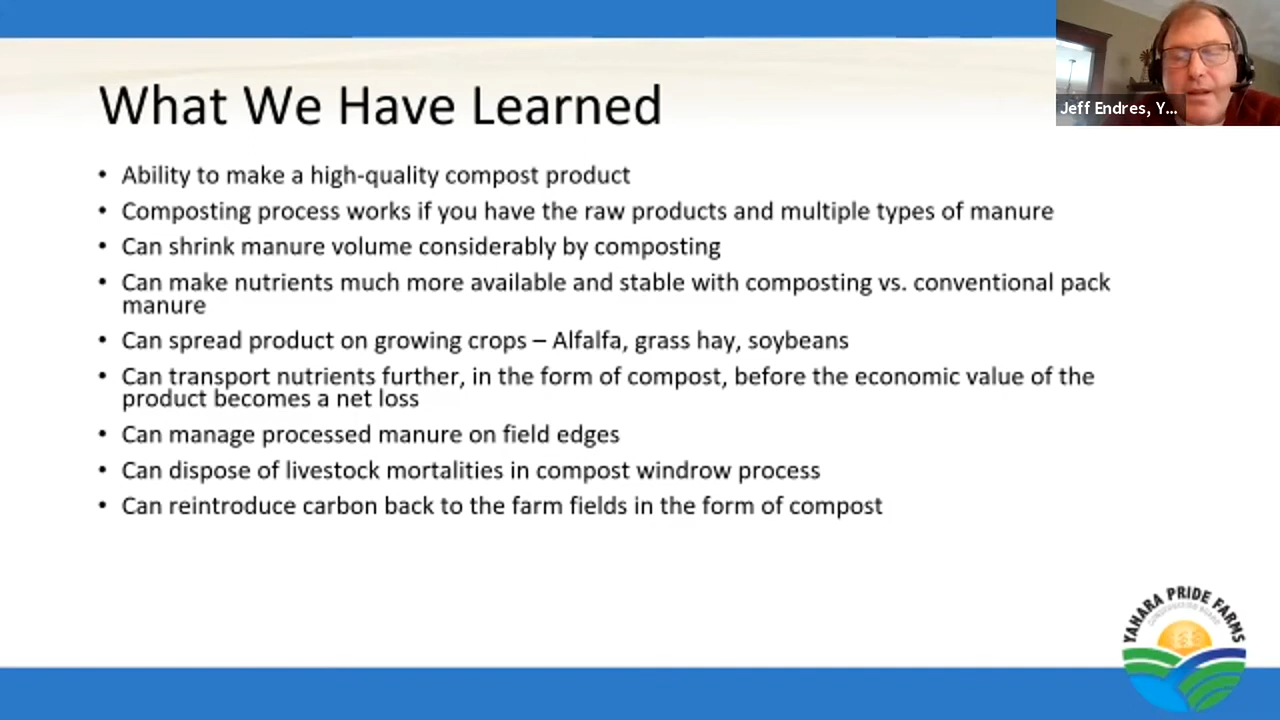 Jeff Endres, Y...
What We Have Learned
• Ability to make a high-quality compost product
• Composting process works if you have the raw products and multiple types of manure
• Can shrink manure volume considerably by composting
• Can make nutrients much more available and stable with composting vs. conventional pack
manure
• Can spread product on growing crops – Alfalfa, grass hay, soybeans
• Can transport nutrients further, in the form of compost, before the economic value of the
product becomes a net loss
• Can manage processed manure on field edges
• Can dispose of livestock mortalities in compost windrow process
• Can reintroduce carbon back to the farm fields in the form of compost
YAHARA PRIDE FARMS
CONSERVATION BOARD